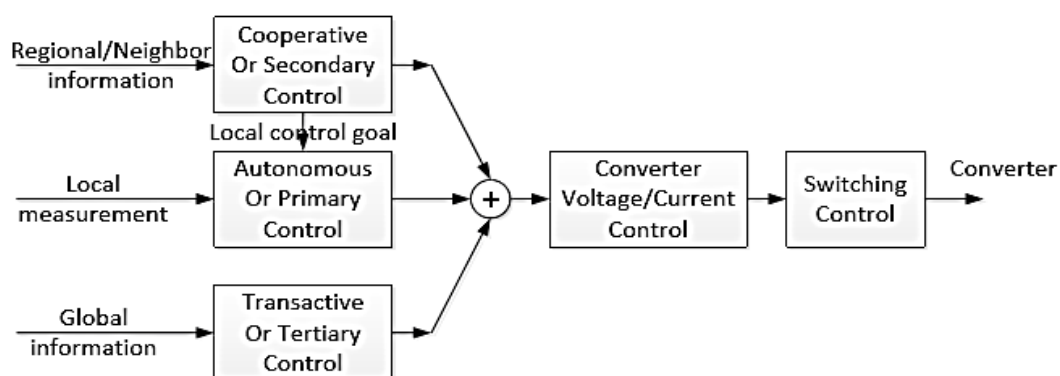 Regional/Neighbor
information
Cooperative
Or Secondary
Control
Local control goal
Local
measurement
Autonomous
Or Primary
Control
+
Converter
Voltage/Current
Control
Switching
Control
Converter
Global
information
Transactive
Or Tertiary
Control